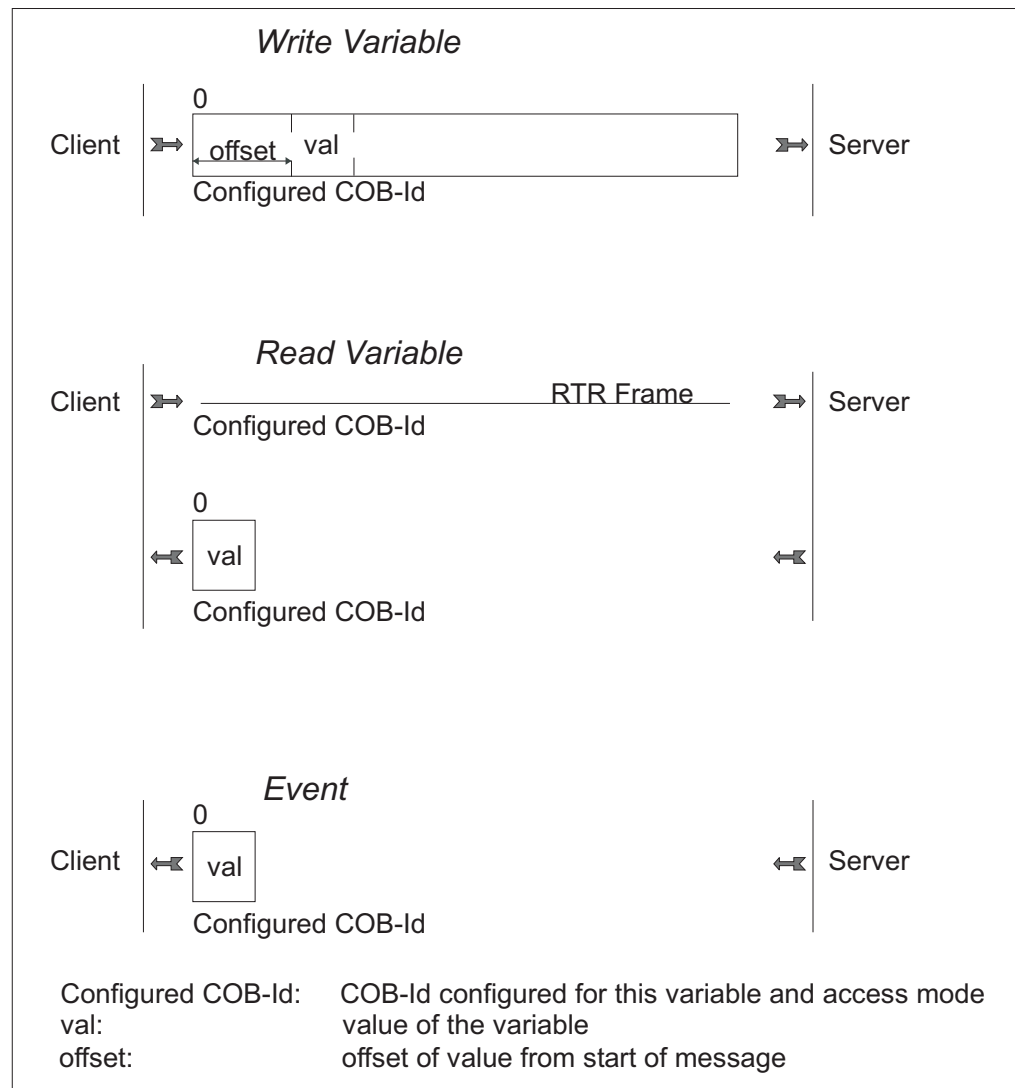 Write Variable
0
Client offset val Server
Configured COB-Id
Read Variable
Client RTR Frame Server
Configured COB-Id
0
val
Configured COB-Id
Event
0
Client val Server
Configured COB-Id
Configured COB-Id: COB-Id configured for this variable and access mode
val: value of the variable
offset: offset of value from start of message